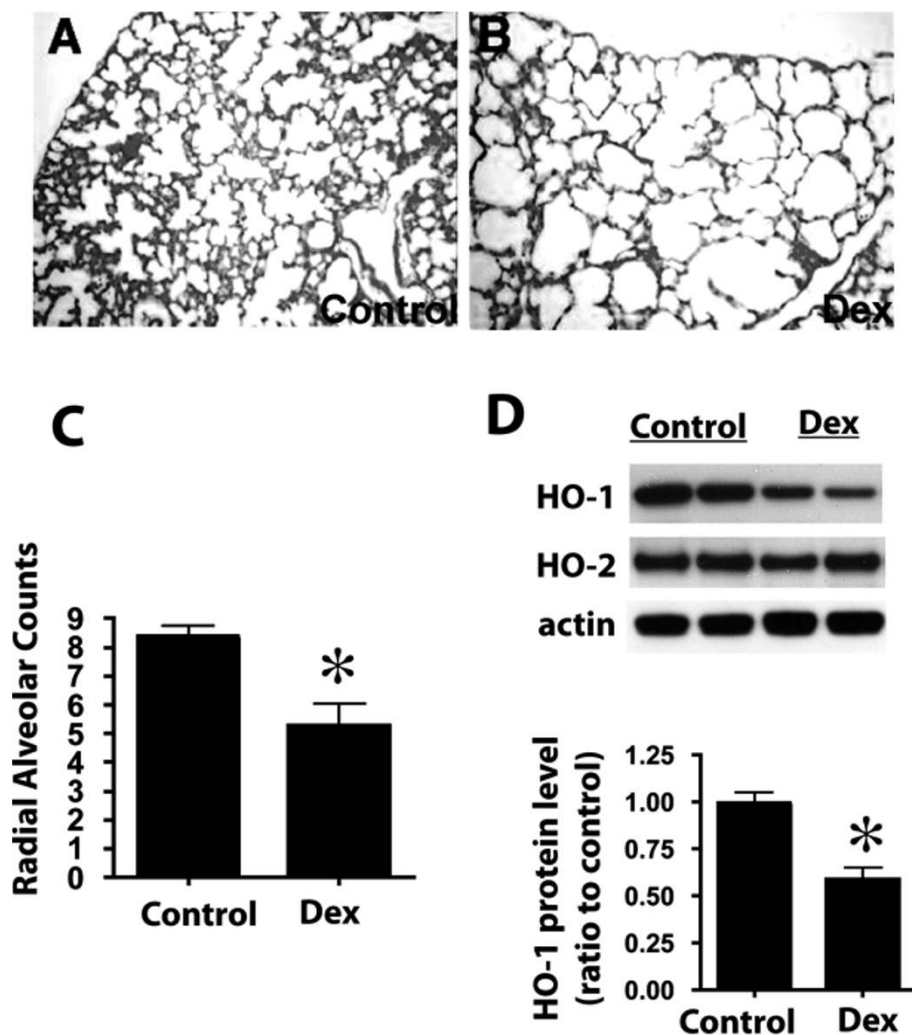 A
Control
B
Dex
C
Radial Alveolar Counts
9
8
7
6
5
4
3
2
1
0
*
Control Dex
D
Control Dex
HO-1
HO-2
actin
HO-1 protein level
(ratio to control)
1.25
1.00
0.75
0.50
0.25
0.00
*
Control Dex